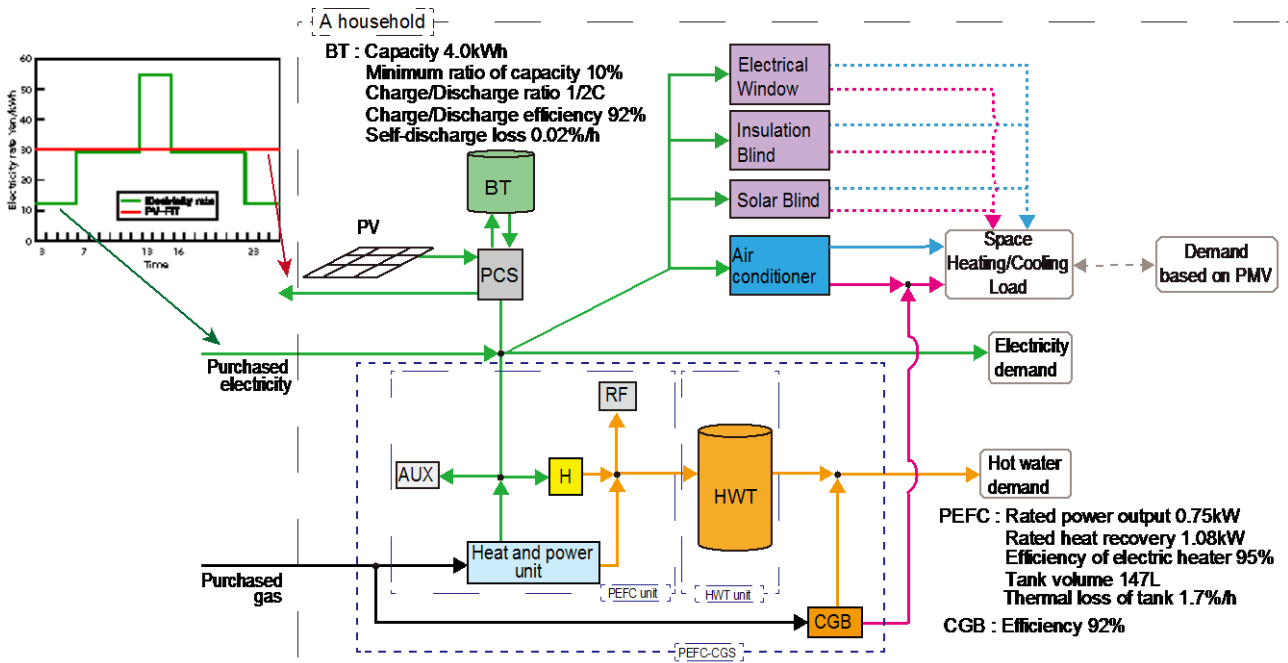 A household
BT : Capacity 4.0kWh
Minimum ratio of capacity 10%
Charge/Discharge ratio 1/2C
Charge/Discharge efficiency 92%
Self-discharge loss 0.02%/h
Electricity rate Yen/kWh
60
50
40
30
20
10
0
Electricity rate
PV-FIT
3
7
13
16
23
Time
BT
PV
PCS
Electrical
Window
Insulation
Blind
Solar Blind
Air
conditioner
Space
Heating/Cooling
Load
Demand
based on PMV
Purchased
electricity
Electricity
demand
RF
AUX
H
HWT
Hot water
demand
Heat and power
unit
PEFC unit
HWT unit
Purchased
gas
CGB
PEFC-CGS
PEFC : Rated power output 0.75kW
Rated heat recovery 1.08kW
Efficiency of electric heater 95%
Tank volume 147L
Thermal loss of tank 1.7%/h
CGB : Efficiency 92%